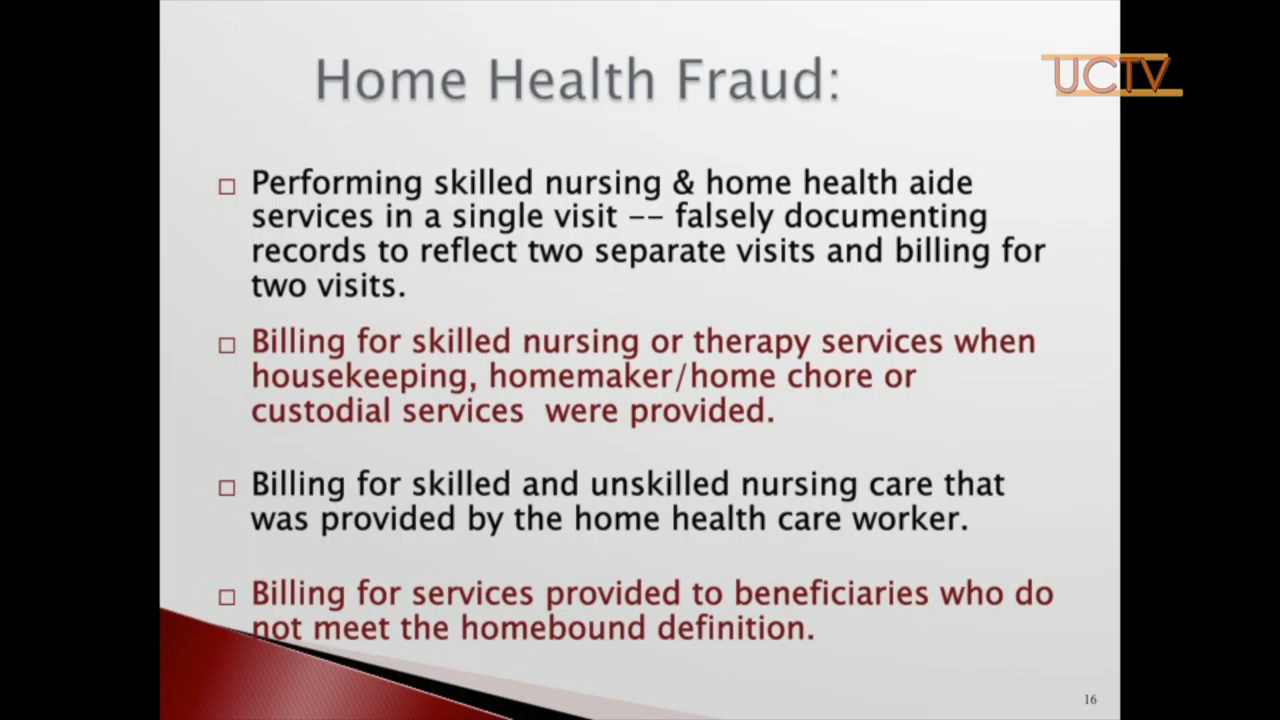 Home Health Fraud:
UCTV
Performing skilled nursing & home health aide
services in a single visit -- falsely documenting
records to reflect two separate visits and billing for
two visits.
Billing for skilled nursing or therapy services when
housekeeping, homemaker/home chore or
custodial services were provided.
Billing for skilled and unskilled nursing care that
was provided by the home health care worker.
Billing for services provided to beneficiaries who do
not meet the homebound definition.
16